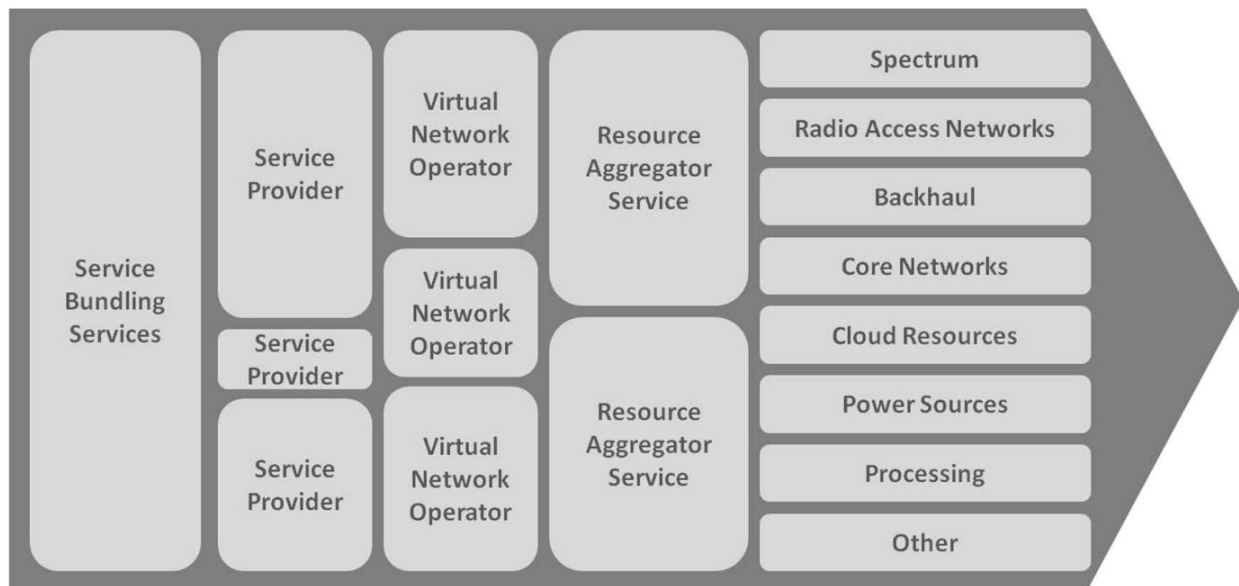 Service
Bundling
Services
Service
Provider
Service
Provider
Service
Provider
Virtual
Network
Operator
Virtual
Network
Operator
Virtual
Network
Operator
Resource
Aggregator
Service
Resource
Aggregator
Service
Spectrum
Radio Access Networks
Backhaul
Core Networks
Cloud Resources
Power Sources
Processing
Other